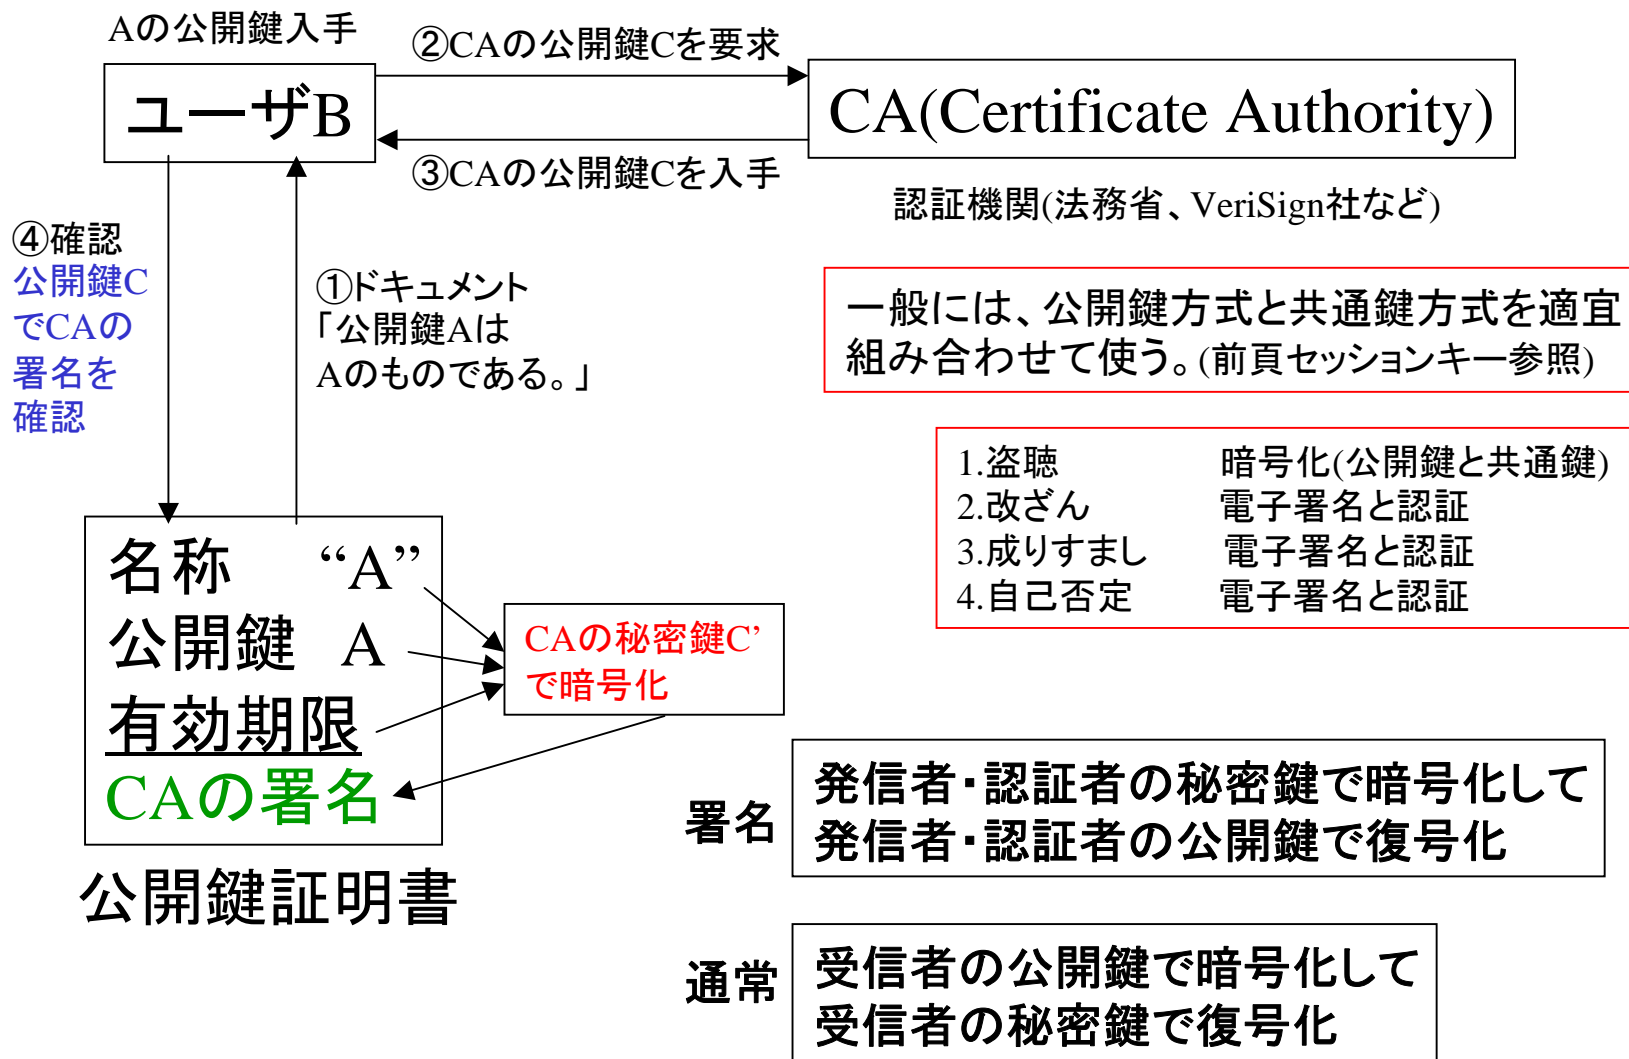 Aの公開鍵入手
②CAの公開鍵Cを要求
ユーザB
CA(Certificate Authority)
③CAの公開鍵Cを入手
認証機関(法務省、VeriSign社など)
④確認
公開鍵C
でCAの
署名を
確認
①ドキュメント
「公開鍵Aは
Aのものである。」
一般には、公開鍵方式と共通鍵方式を適宜
組み合わせて使う。(前頁セッションキー参照)
1.盗聴 暗号化(公開鍵と共通鍵)
2.改ざん 電子署名と認証
3.成りすまし 電子署名と認証
4.自己否定 電子署名と認証
名称 “A”
公開鍵 A
有効期限
CAの署名
CAの秘密鍵C’
で暗号化
公開鍵証明書
署名
発信者・認証者の秘密鍵で暗号化して
発信者・認証者の公開鍵で復号化
通常
受信者の公開鍵で暗号化して
受信者の秘密鍵で復号化